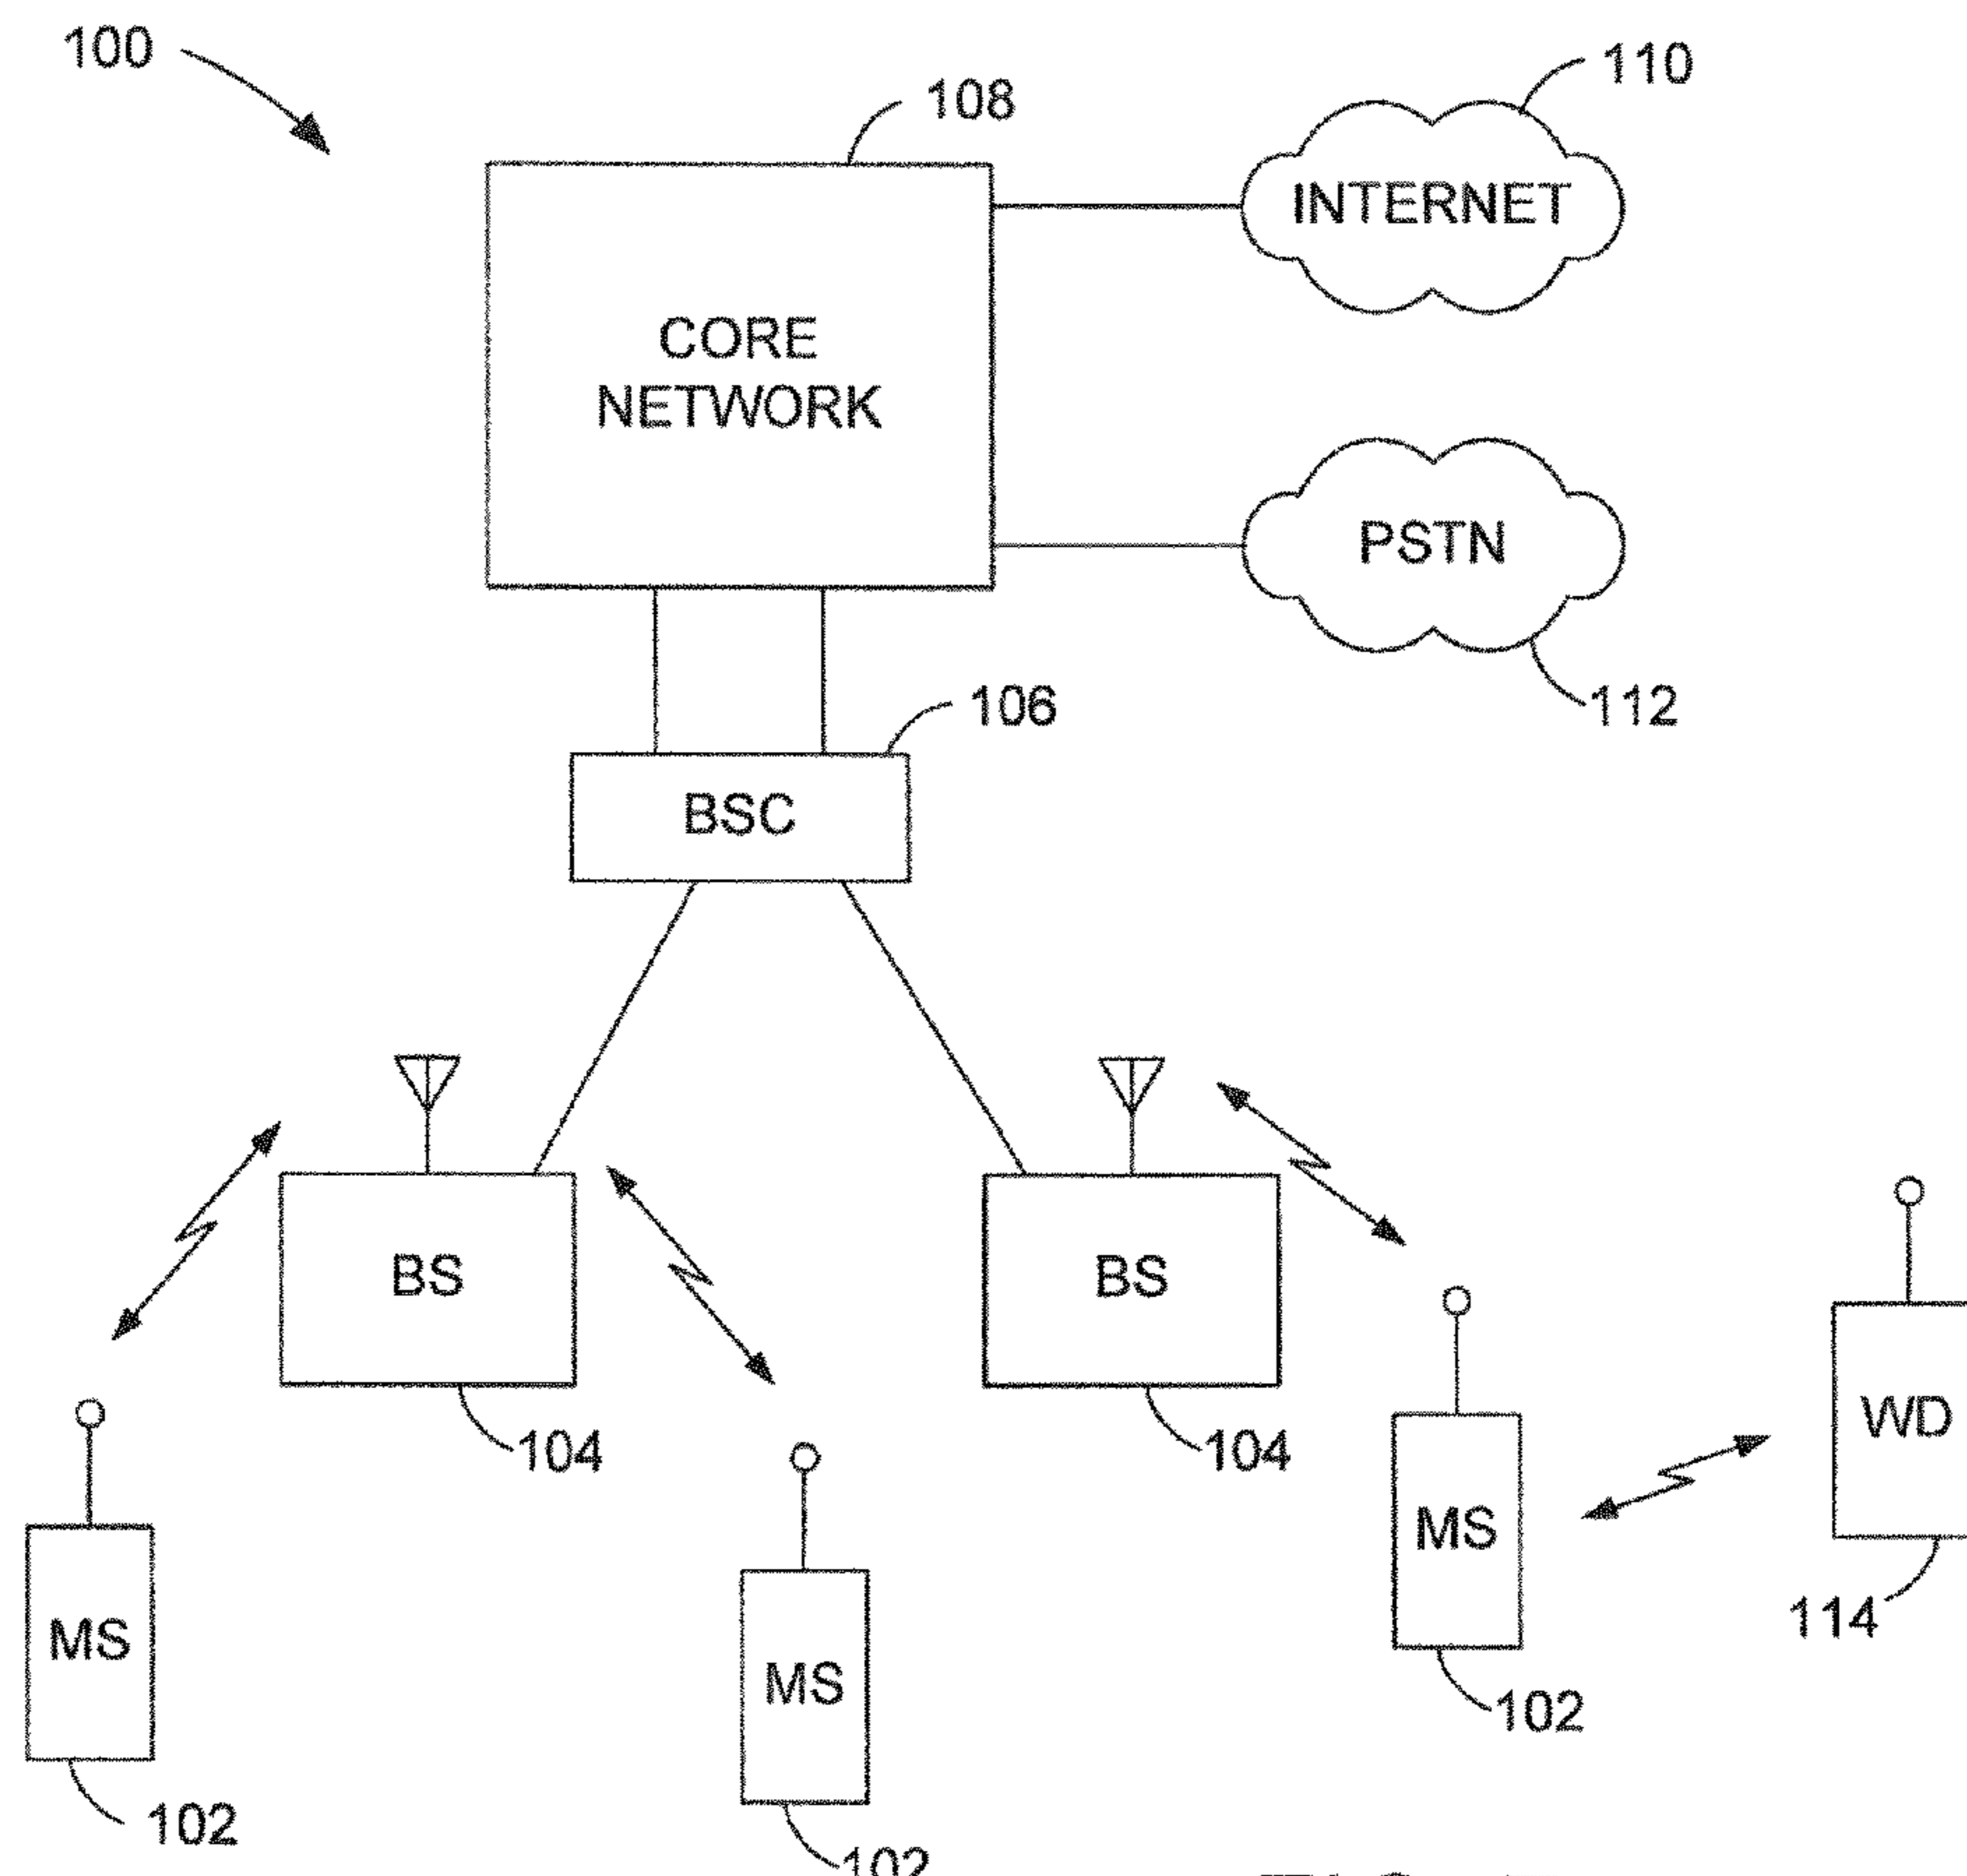 100
108
110
INTERNET
CORE
NETWORK
PSTN
112
106
BSC
BS
BS
104
104
WD
MS
114
MS
MS
102
102
102